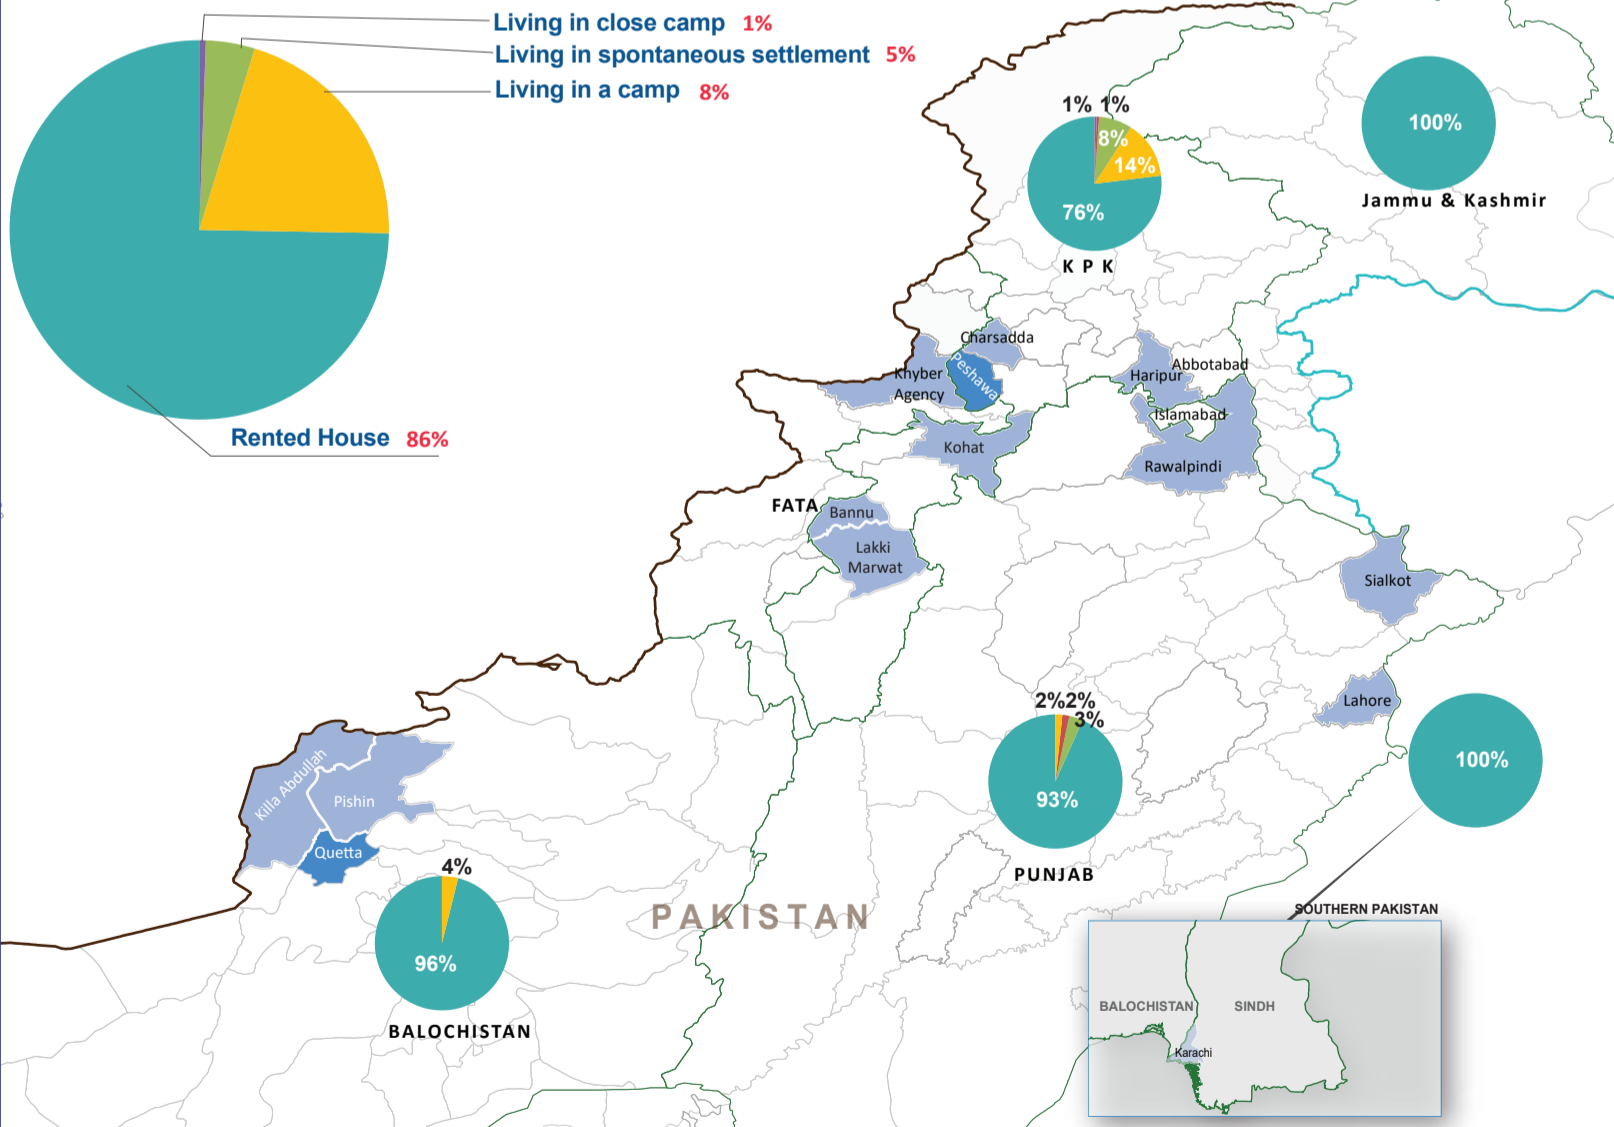 Living in close camp 1%
Living in spontaneous settlement 5%
Living in a camp 8%
Rented House 86%
1% 1%
8%
14%
76%
K P K
100%
Jammu & Kashmir
Charsadda
Peshawa
Khyber
Agency
Abbotabad
Haripur
Islamabad
Kohat
Rawalpindi
FATA
Bannu
Lakki
Marwat
Sialkot
Lahore
2%2%
3%
93%
PUNJAB
100%
Killa Abdullah
Pishin
Quetta
4%
96%
BALOCHISTAN
PAKISTAN
SOUTHERN PAKISTAN
BALOCHISTAN
SINDH
Karachi